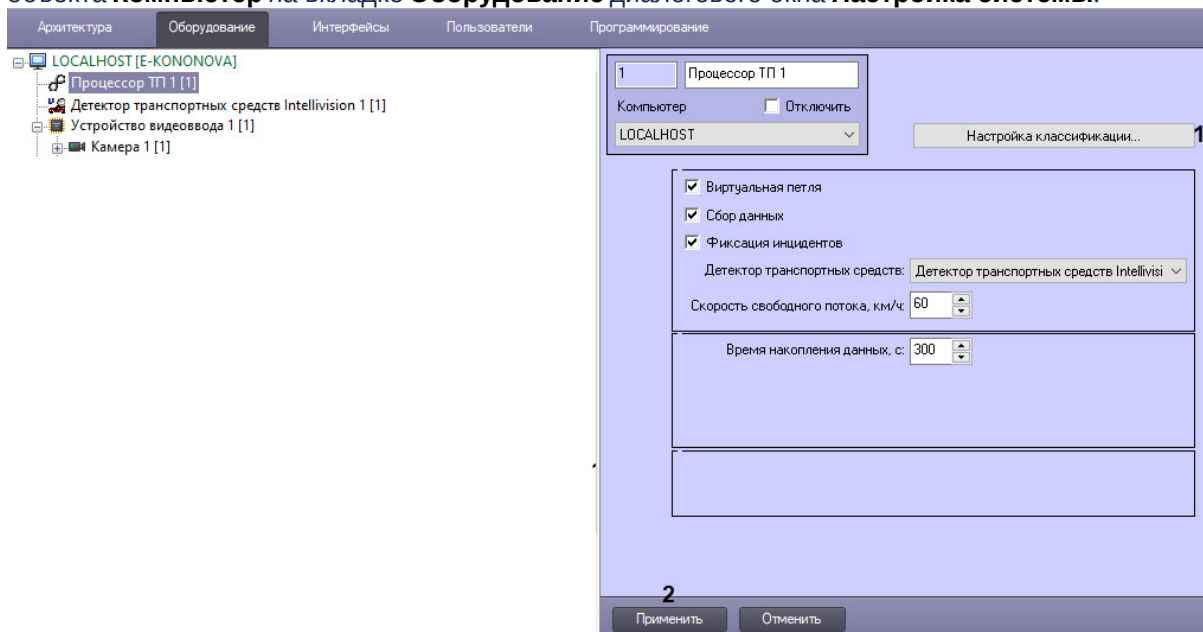 объекта Компьютер на вкладке Оборудование диалогового окна Настройка системы.
Архитектура Оборудование Интерфейсы Пользователи Программирование
LOCALHOST [E-KONONOVA]
Процессор ТП 1 [1]
Детектор транспортных средств Intellivision 1 [1]
Устройство видеоввода 1 [1]
Камера 1 [1]
1 Процессор ТП 1
Компьютер Отключить
LOCALHOST
Настройка классификации... 1
Виртуальная петля
Сбор данных
Фиксация инцидентов
Детектор транспортных средств: Детектор транспортных средств Intellivisi
Скорость свободного потока, км/ч: 60
Время накопления данных, с: 300
2
Применить Отменить